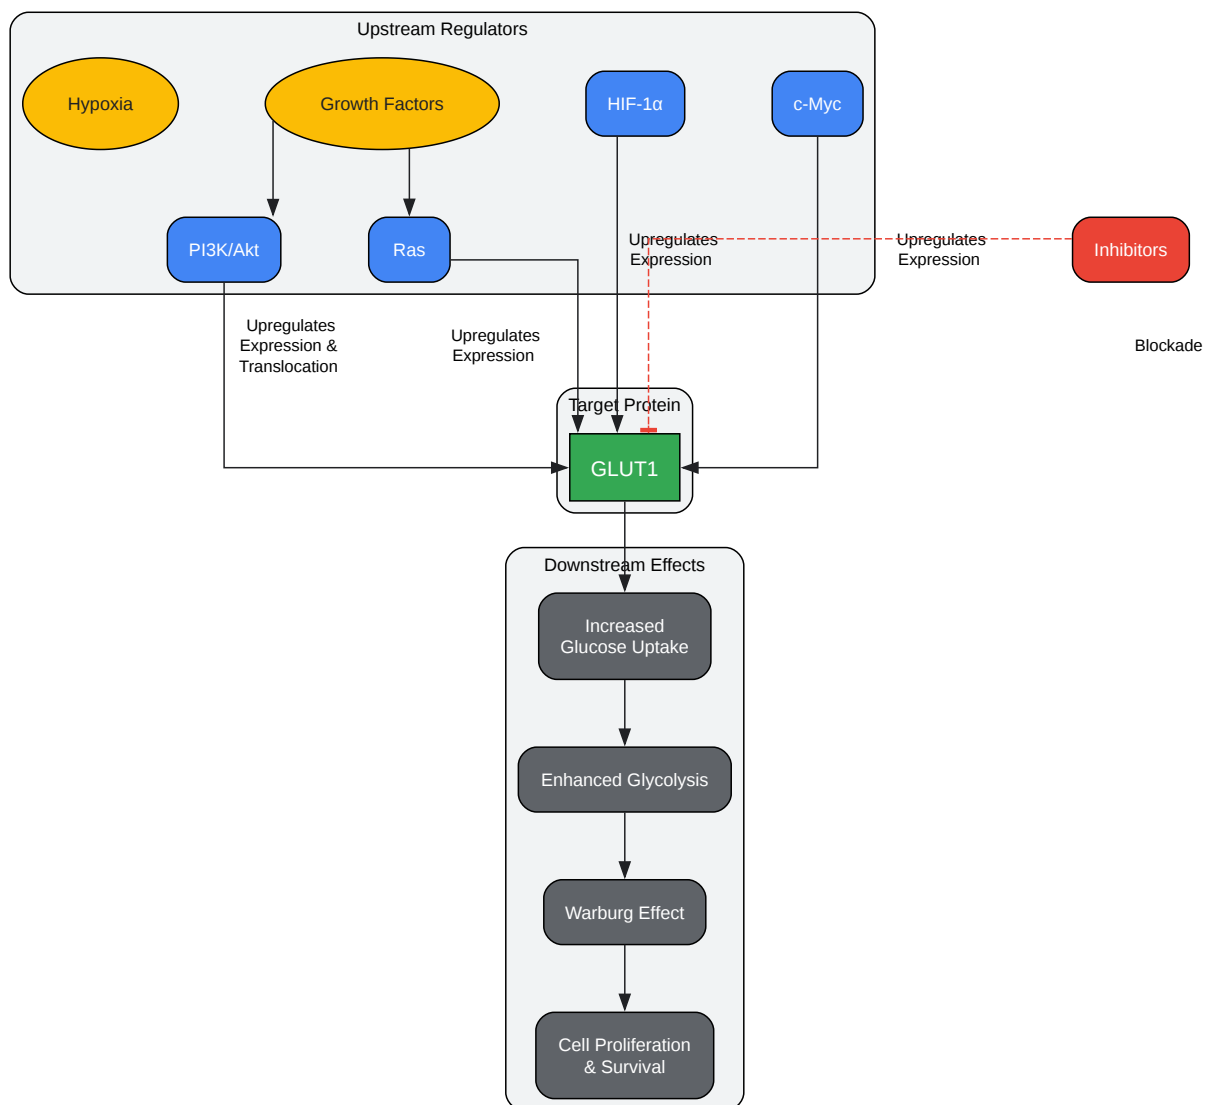 Upstream Regulators
Hypoxia
Growth Factors
HIF-1α
c-Myc
PI3K/Akt
Ras
Upregulates
Expression
Upregulates
Expression
Inhibitors
Upregulates
Expression &
Translocation
Upregulates
Expression
Blockade
Target Protein
GLUT1
Downstream Effects
Increased
Glucose Uptake
Enhanced Glycolysis
Warburg Effect
Cell Proliferation
& Survival